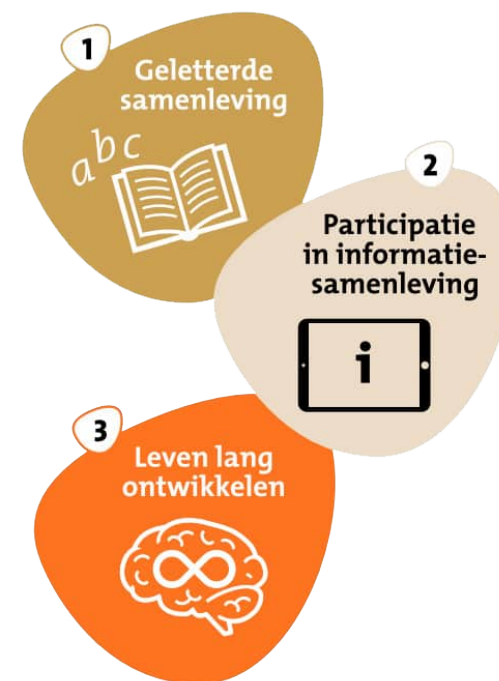 1
Geletterde
samenleving
abc
2
Participatie
in informatie-
samenleving
i
3
Leven lang
ontwikkelen